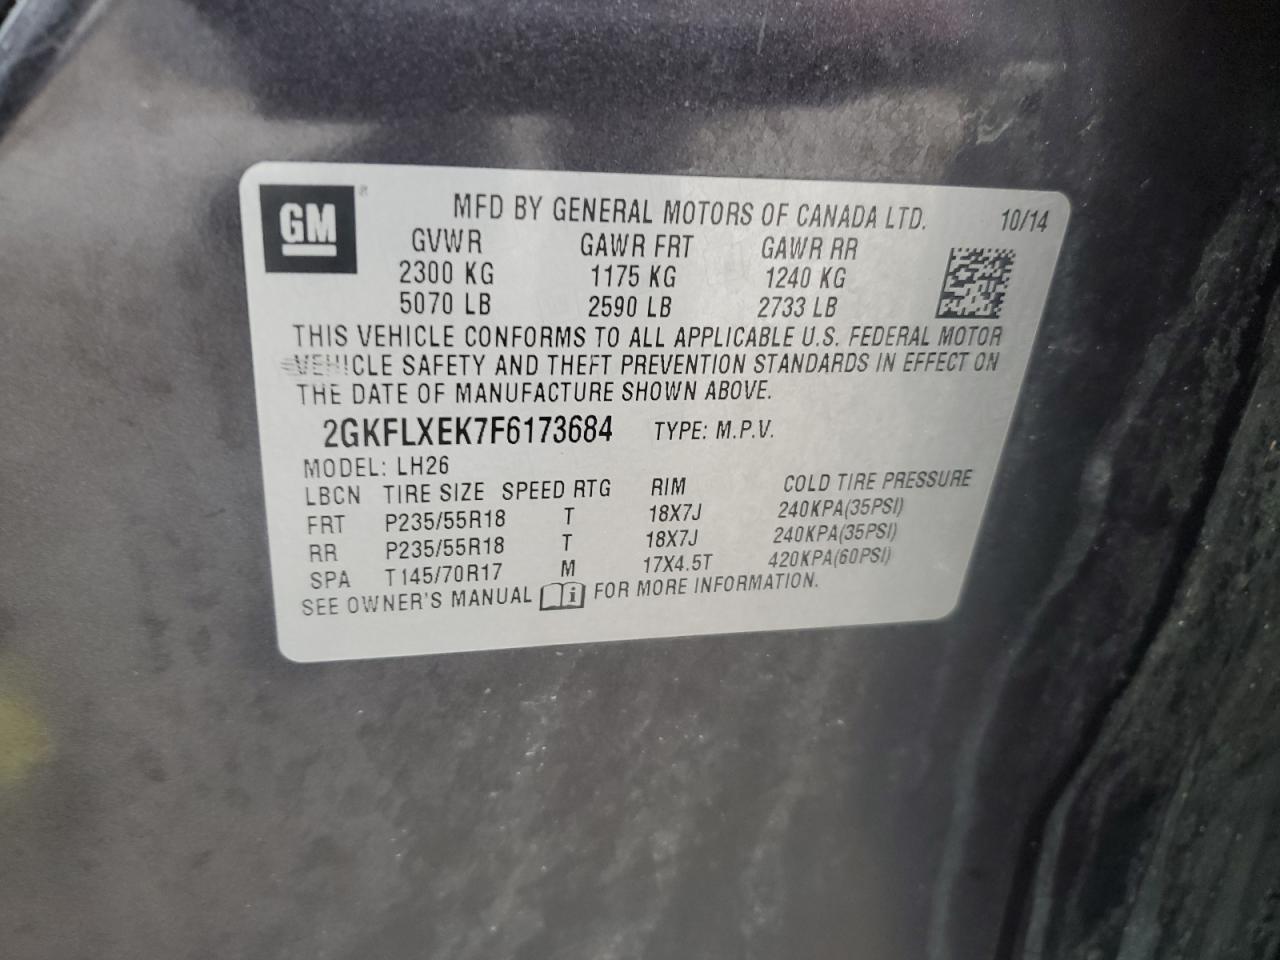 GM
MFD BY GENERAL MOTORS OF CANADA LTD. 10/14
GVWR GAWR FRT GAWR RR
2300 KG 1175 KG 1240 KG
5070 LB 2590 LB 2733 LB
THIS VEHICLE CONFORMS TO ALL APPLICABLE U.S. FEDERAL MOTOR
VEHICLE SAFETY AND THEFT PREVENTION STANDARDS IN EFFECT ON
THE DATE OF MANUFACTURE SHOWN ABOVE.
2GKFLXEK7F6173684 TYPE: M.P.V.
MODEL: LH26
LBCN TIRE SIZE SPEED RTG RIM COLD TIRE PRESSURE
FRT P235/55R18 T 18X7J 240KPA(35PSI)
RR P235/55R18 T 18X7J 240KPA(35PSI)
SPA T145/70R17 M 17X4.5T 420KPA(60PSI)
SEE OWNER'S MANUAL i FOR MORE INFORMATION.